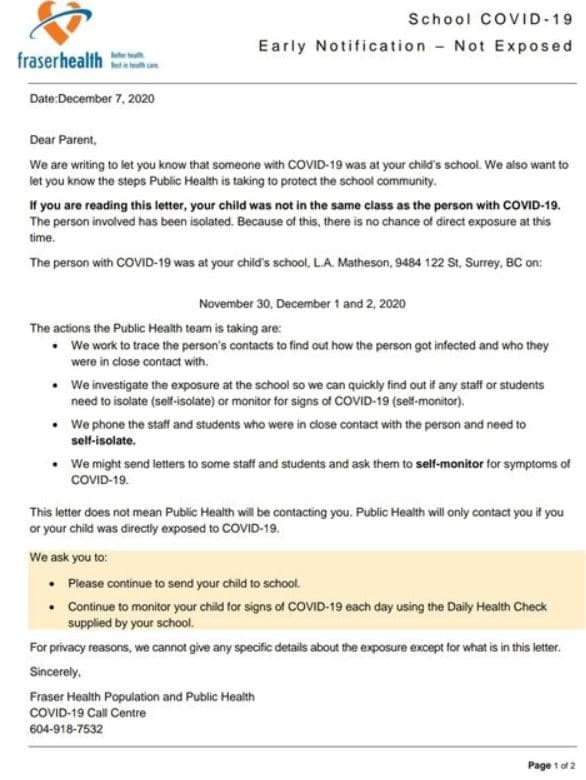 School COVID-19
fraserhealth Better health. Best in health care.
Early Notification – Not Exposed
Date:December 7, 2020
Dear Parent,
We are writing to let you know that someone with COVID-19 was at your child's school. We also want to
let you know the steps Public Health is taking to protect the school community.
If you are reading this letter, your child was not in the same class as the person with COVID-19.
The person involved has been isolated. Because of this, there is no chance of direct exposure at this
time.
The person with COVID-19 was at your child's school, L.A. Matheson, 9484 122 St, Surrey, BC on:
November 30, December 1 and 2, 2020
The actions the Public Health team is taking are:
• We work to trace the person's contacts to find out how the person got infected and who they
were in close contact with.
• We investigate the exposure at the school so we can quickly find out if any staff or students
need to isolate (self-isolate) or monitor for signs of COVID-19 (self-monitor).
• We phone the staff and students who were in close contact with the person and need to
self-isolate.
• We might send letters to some staff and students and ask them to self-monitor for symptoms of
COVID-19.
This letter does not mean Public Health will be contacting you. Public Health will only contact you if you
or your child was directly exposed to COVID-19.
We ask you to:
• Please continue to send your child to school.
• Continue to monitor your child for signs of COVID-19 each day using the Daily Health Check
supplied by your school.
For privacy reasons, we cannot give any specific details about the exposure except for what is in this letter.
Sincerely,
Fraser Health Population and Public Health
COVID-19 Call Centre
604-918-7532
Page 1 of 2